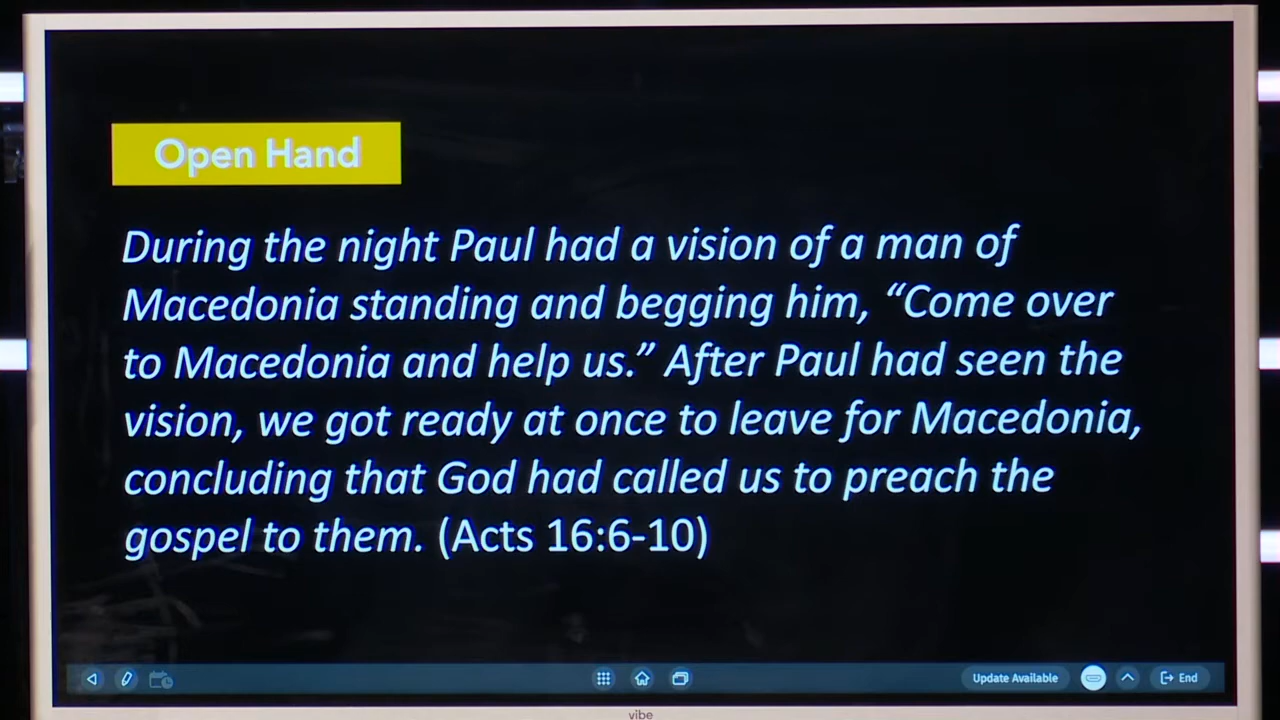 Open Hand
During the night Paul had a vision of a man of
Macedonia standing and begging him, “Come over
to Macedonia and help us.” After Paul had seen the
vision, we got ready at once to leave for Macedonia,
concluding that God had called us to preach the
gospel to them. (Acts 16:6-10)
Update Available
End
vibe